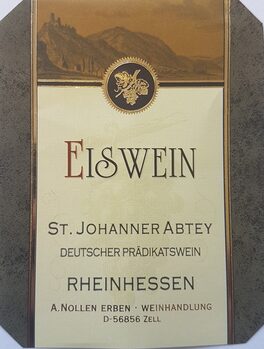 EISWEIN
ST. JOHANNER ABTEY
DEUTSCHER PRÄDIKATSWEIN
RHEINHESSEN
A. NOLLEN ERBEN · WEINHANDLUNG
D-56856 ZELL